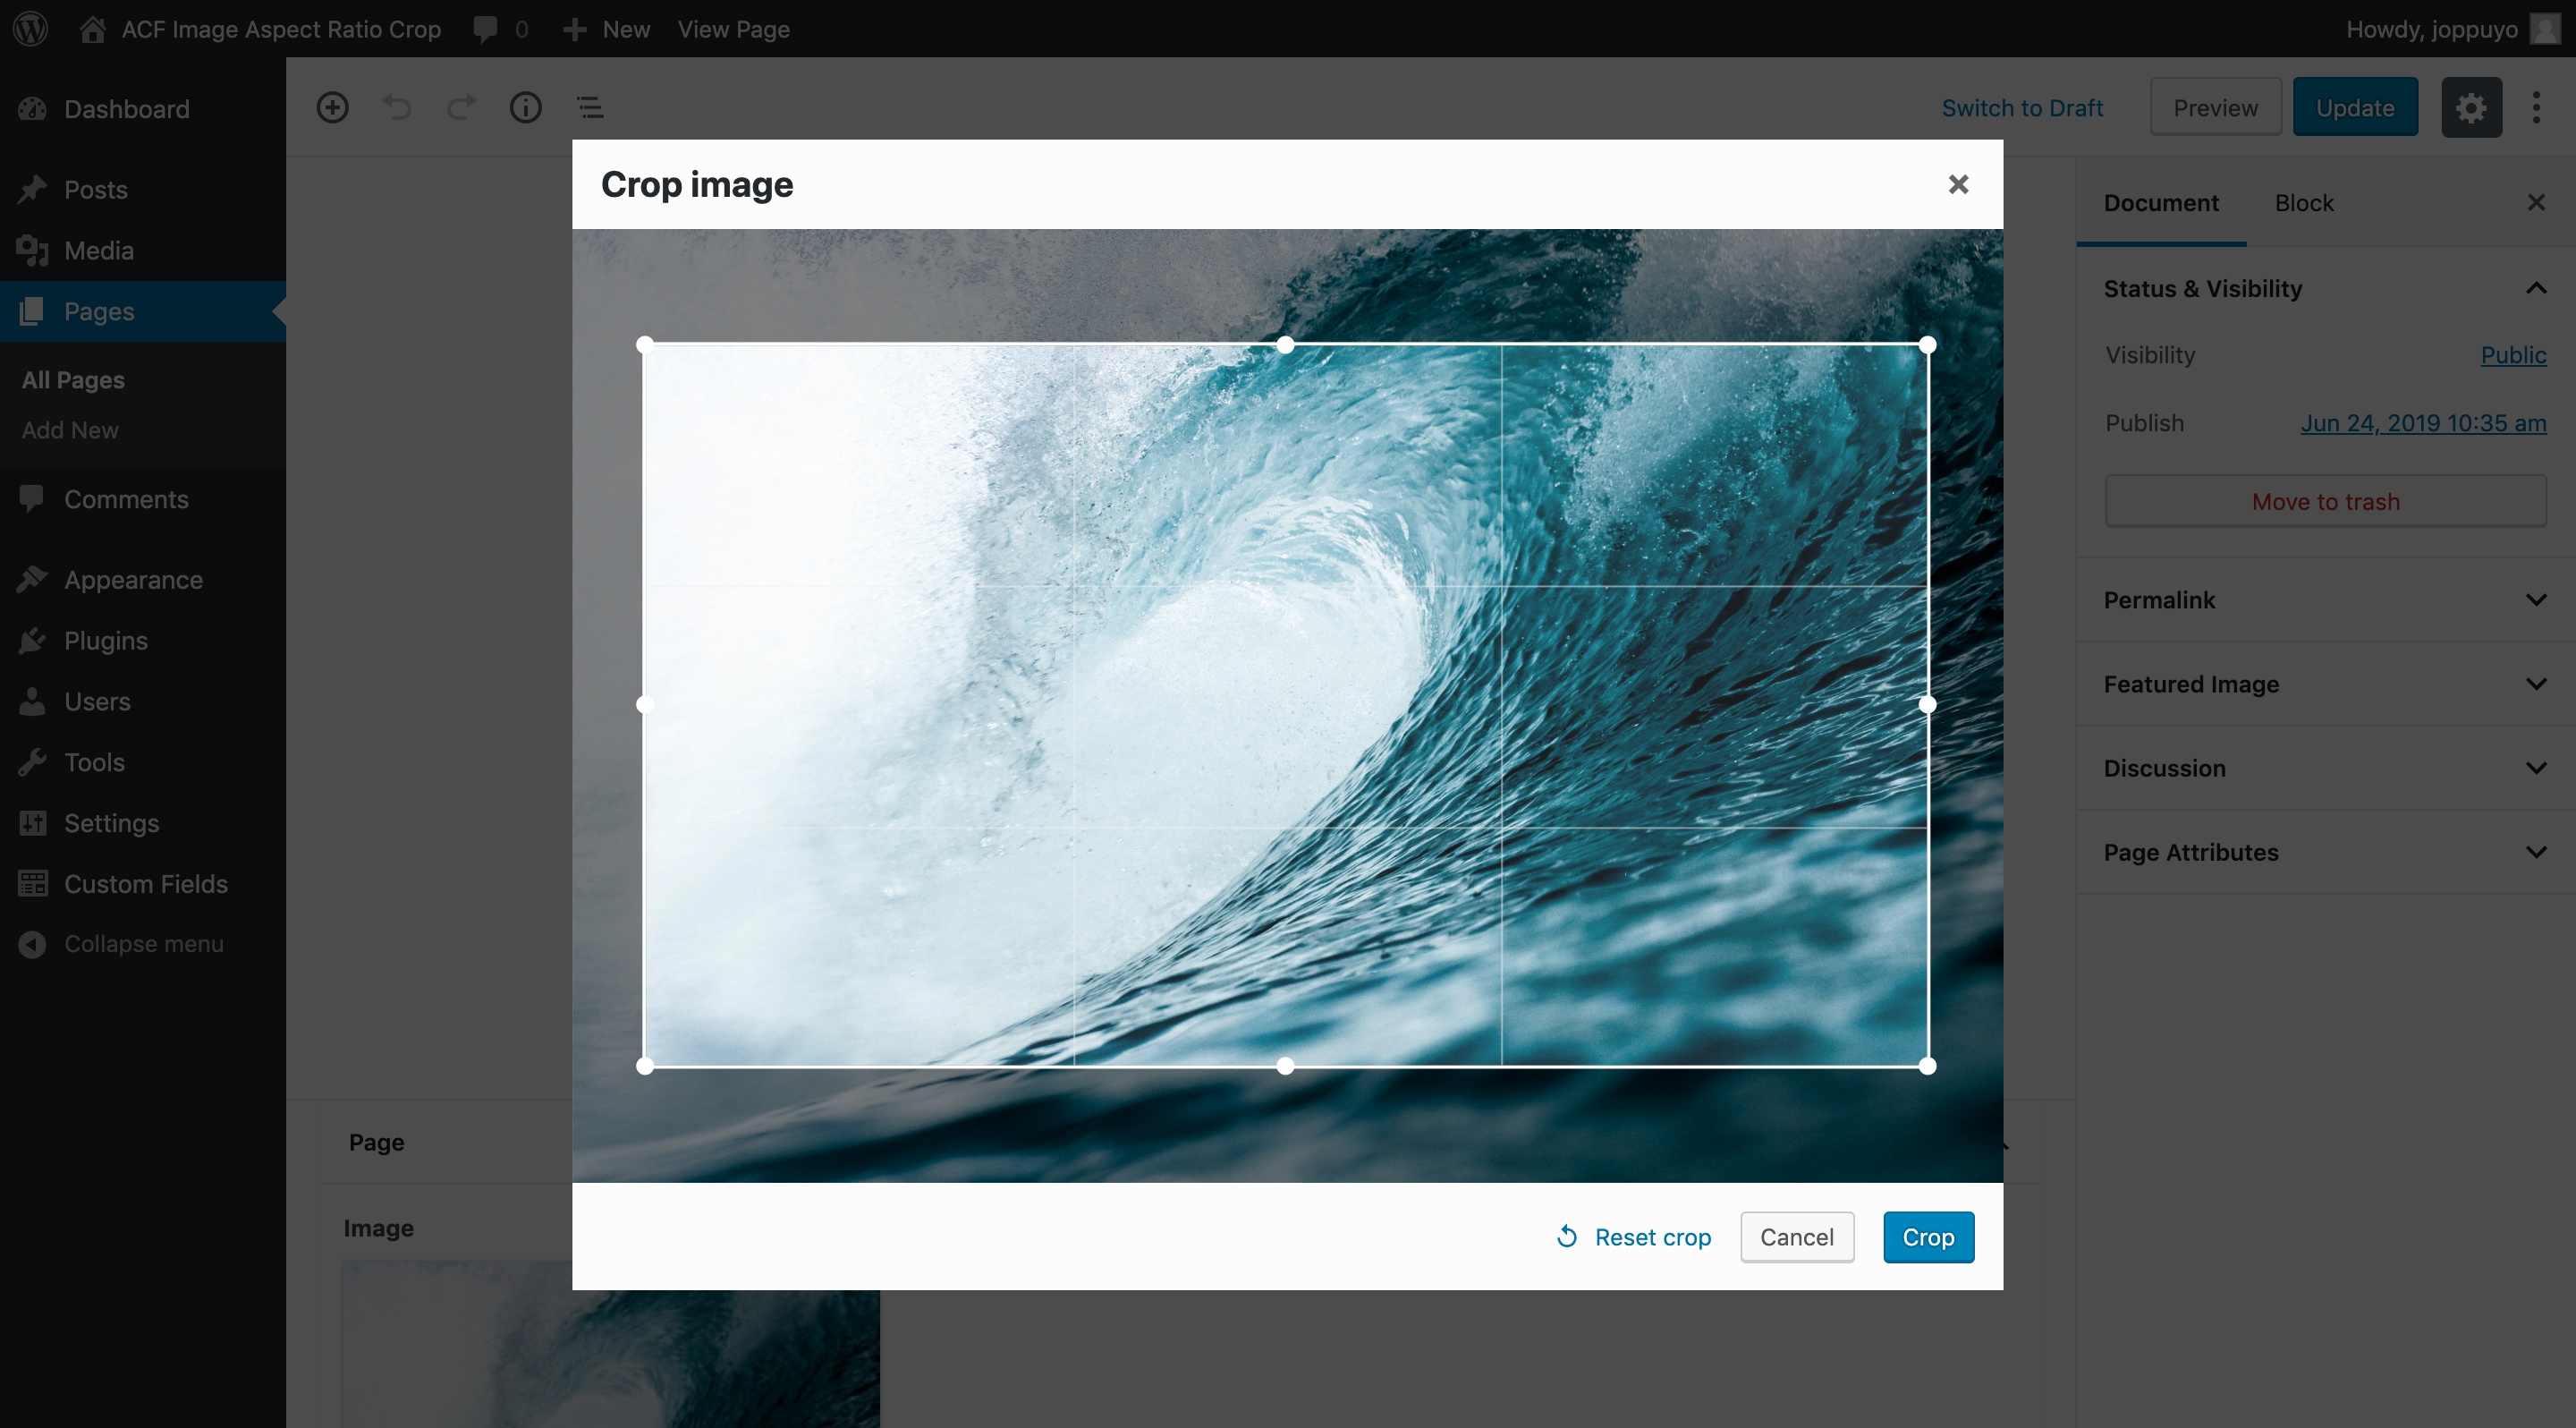 ACF Image Aspect Ratio Crop 0 New View Page Howdy, joppuyo
Dashboard
Posts
Media
Pages
All Pages
Add New
Comments
Appearance
Plugins
Users
Tools
Settings
Custom Fields
Collapse menu
Switch to Draft Preview Update
Crop image
Reset crop Cancel Crop
Page
Image
Document Block
Status & Visibility
Visibility Public
Publish Jun 24, 2019 10:35 am
Move to trash
Permalink
Featured Image
Discussion
Page Attributes